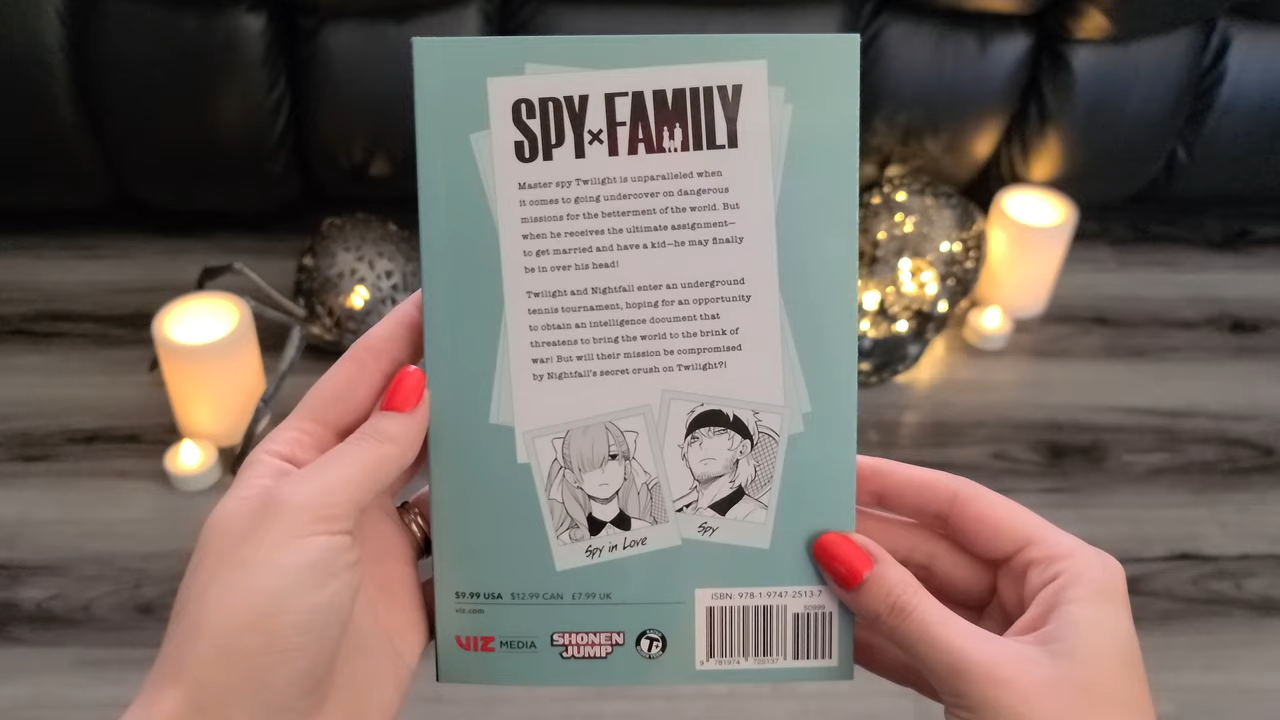 SPY×FAMILY
Master spy Twilight is unparalleled when
it comes to going undercover on dangerous
missions for the betterment of the world. But
when he receives the ultimate assignment—
to get married and have a kid—he may finally
be in over his head!
Twilight and Nightfall enter an underground
tennis tournament, hoping for an opportunity
to obtain an intelligence document that
threatens to bring the world to the brink of
war! But will their mission be compromised
by Nightfall's secret crush on Twilight?!
Spy in Love
Spy
$9.99 USA $12.99 CAN £7.99 UK
viz.com
VIZ MEDIA
SHONEN
JUMP
T+
ISBN: 978-1-9747-2513-7
50999
9 781974 725137